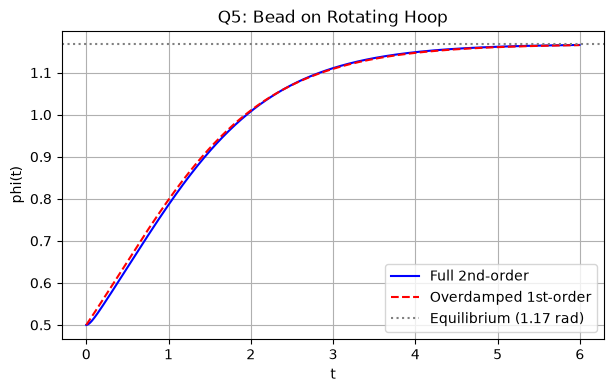 Q5: Bead on Rotating Hoop
phi(t)
1.1
1.0
0.9
0.8
0.7
0.6
0.5
0
1
2
3
4
5
6
t
Full 2nd-order
Overdamped 1st-order
Equilibrium (1.17 rad)